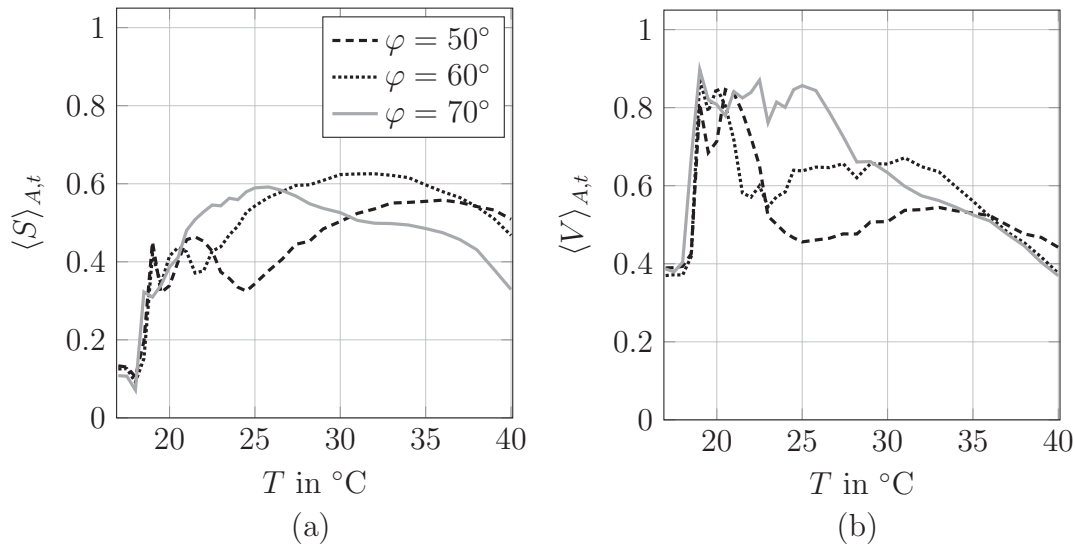 1
0.8
0.6
0.4
0.2
0
20 25 30 35 40
⟨S⟩A,t
T in °C
(a)
φ = 50°
φ = 60°
φ = 70°
1
0.8
0.6
0.4
0.2
0
20 25 30 35 40
⟨V⟩A,t
T in °C
(b)